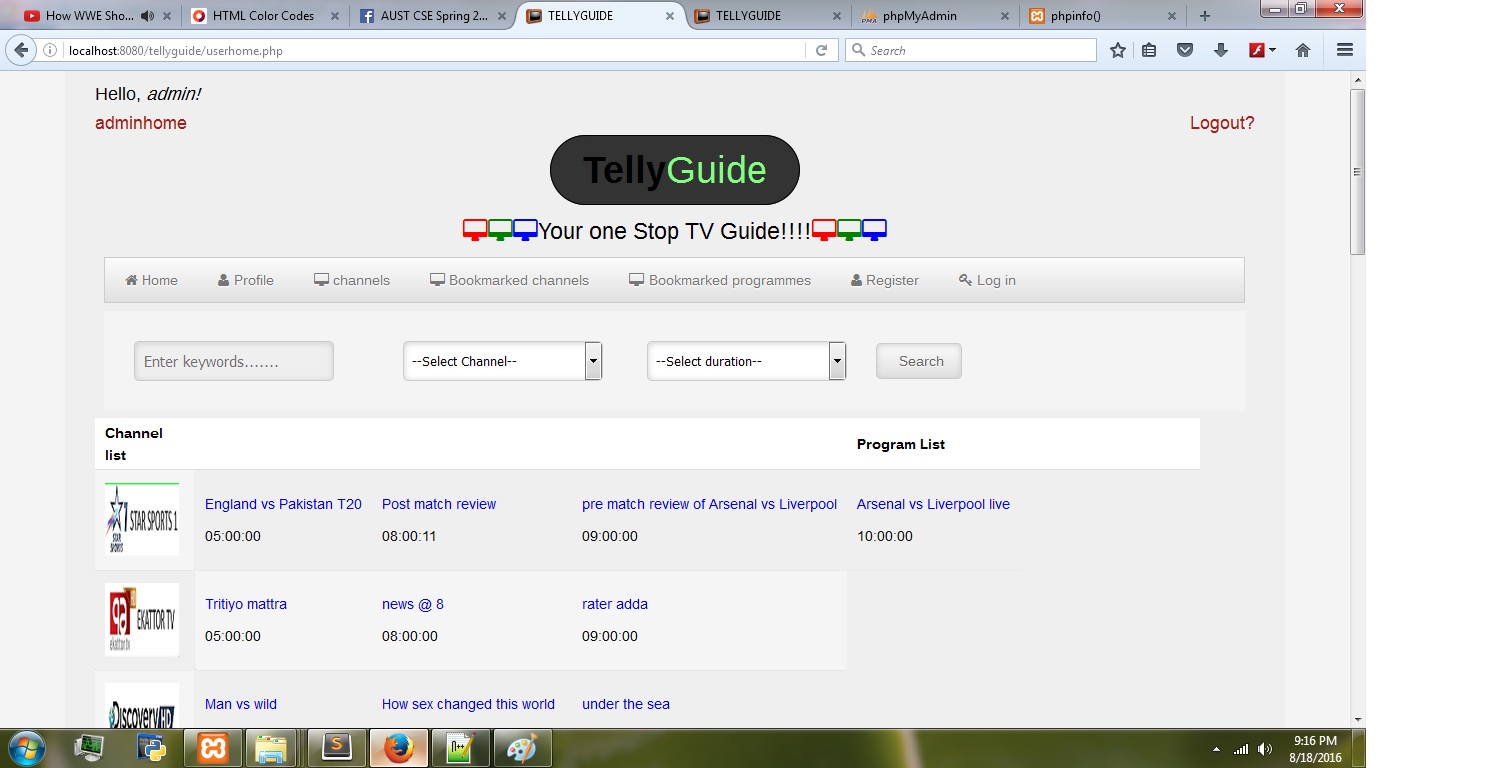 How WWE Sho...
HTML Color Codes
AUST CSE Spring 2...
TELLYGUIDE
TELLYGUIDE
phpMyAdmin
phpinfo()
localhost:8080/tellyguide/userhome.php
Search
Hello, admin!
adminhome
Logout?
TellyGuide
Your one Stop TV Guide!!!!
Home
Profile
channels
Bookmarked channels
Bookmarked programmes
Register
Log in
Enter keywords.......
--Select Channel--
--Select duration--
Search
Channel
list
Program List
STAR SPORTS 1
STAR
SPORTS
England vs Pakistan T20
Post match review
pre match review of Arsenal vs Liverpool
Arsenal vs Liverpool live
05:00:00
08:00:11
09:00:00
10:00:00
EKATTOR TV
ekattor.tv
Tritiyo mattra
news @ 8
rater adda
05:00:00
08:00:00
09:00:00
Discovery HD
Man vs wild
How sex changed this world
under the sea
9:16 PM
8/18/2016